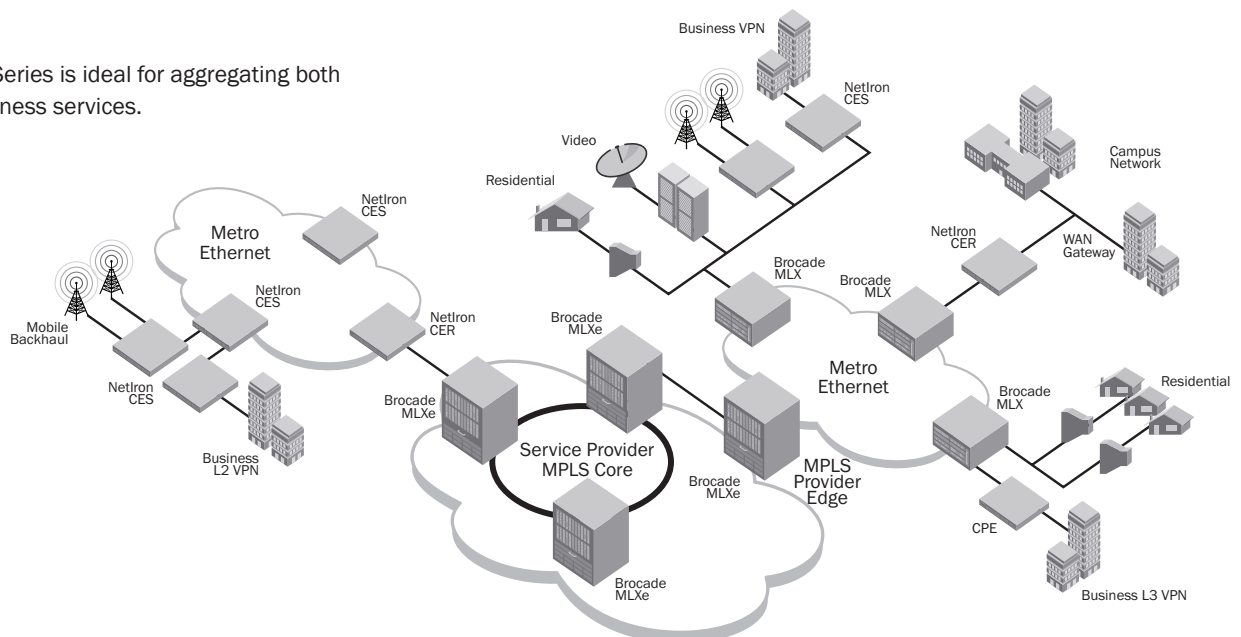 Series is ideal for aggregating both
ness services.
Business VPN
NetIron
CES
Video
Residential
Campus
Network
NetIron
CES
Metro
Ethernet
NetIron
CER
WAN
Gateway
Brocade
MLX
Brocade
MLX
NetIron
CES
Mobile
Backhaul
NetIron
CER
Brocade
MLXe
NetIron
CES
Metro
Ethernet
Brocade
MLX
Residential
Brocade
MLXe
Business
L2 VPN
Service Provider
MPLS Core
Brocade
MLXe
MPLS
Provider
Edge
CPE
Brocade
MLXe
Business L3 VPN